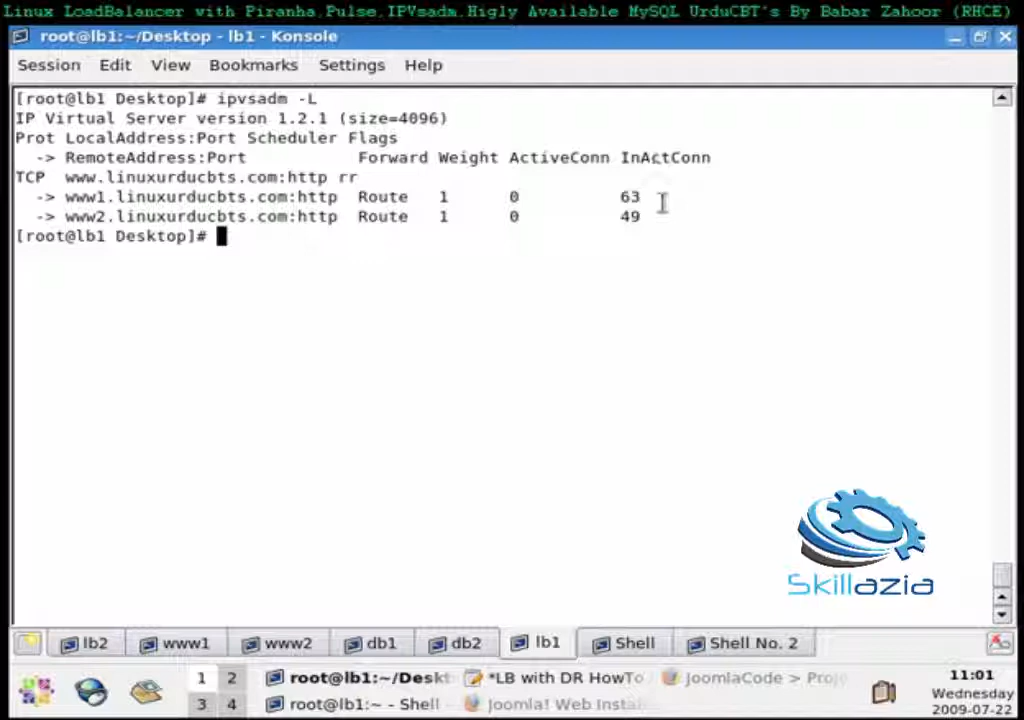 Linux LoadBalancer with Piranha,Pulse,IPVsadm,Higly Available MySQL UrduCBT's By Babar Zahoor (RHCE)
root@lb1:~/Desktop - lb1 - Konsole
Session Edit View Bookmarks Settings Help
[root@lb1 Desktop]# ipvsadm -L
IP Virtual Server version 1.2.1 (size=4096)
Prot LocalAddress:Port Scheduler Flags
-> RemoteAddress:Port Forward Weight ActiveConn InActConn
TCP www.linuxurducbts.com:http rr
-> www1.linuxurducbts.com:http Route 1 0 63
-> www2.linuxurducbts.com:http Route 1 0 49
[root@lb1 Desktop]#
Skillazia
lb2 www1 www2 db1 db2 lb1 Shell Shell No. 2
1 2 root@lb1:~/Deskt *LB with DR HowTo JoomlaCode > Proj 11:01
Wednesday
3 4 root@lb1:~ - Shell Joomla! Web Instal 2009-07-22